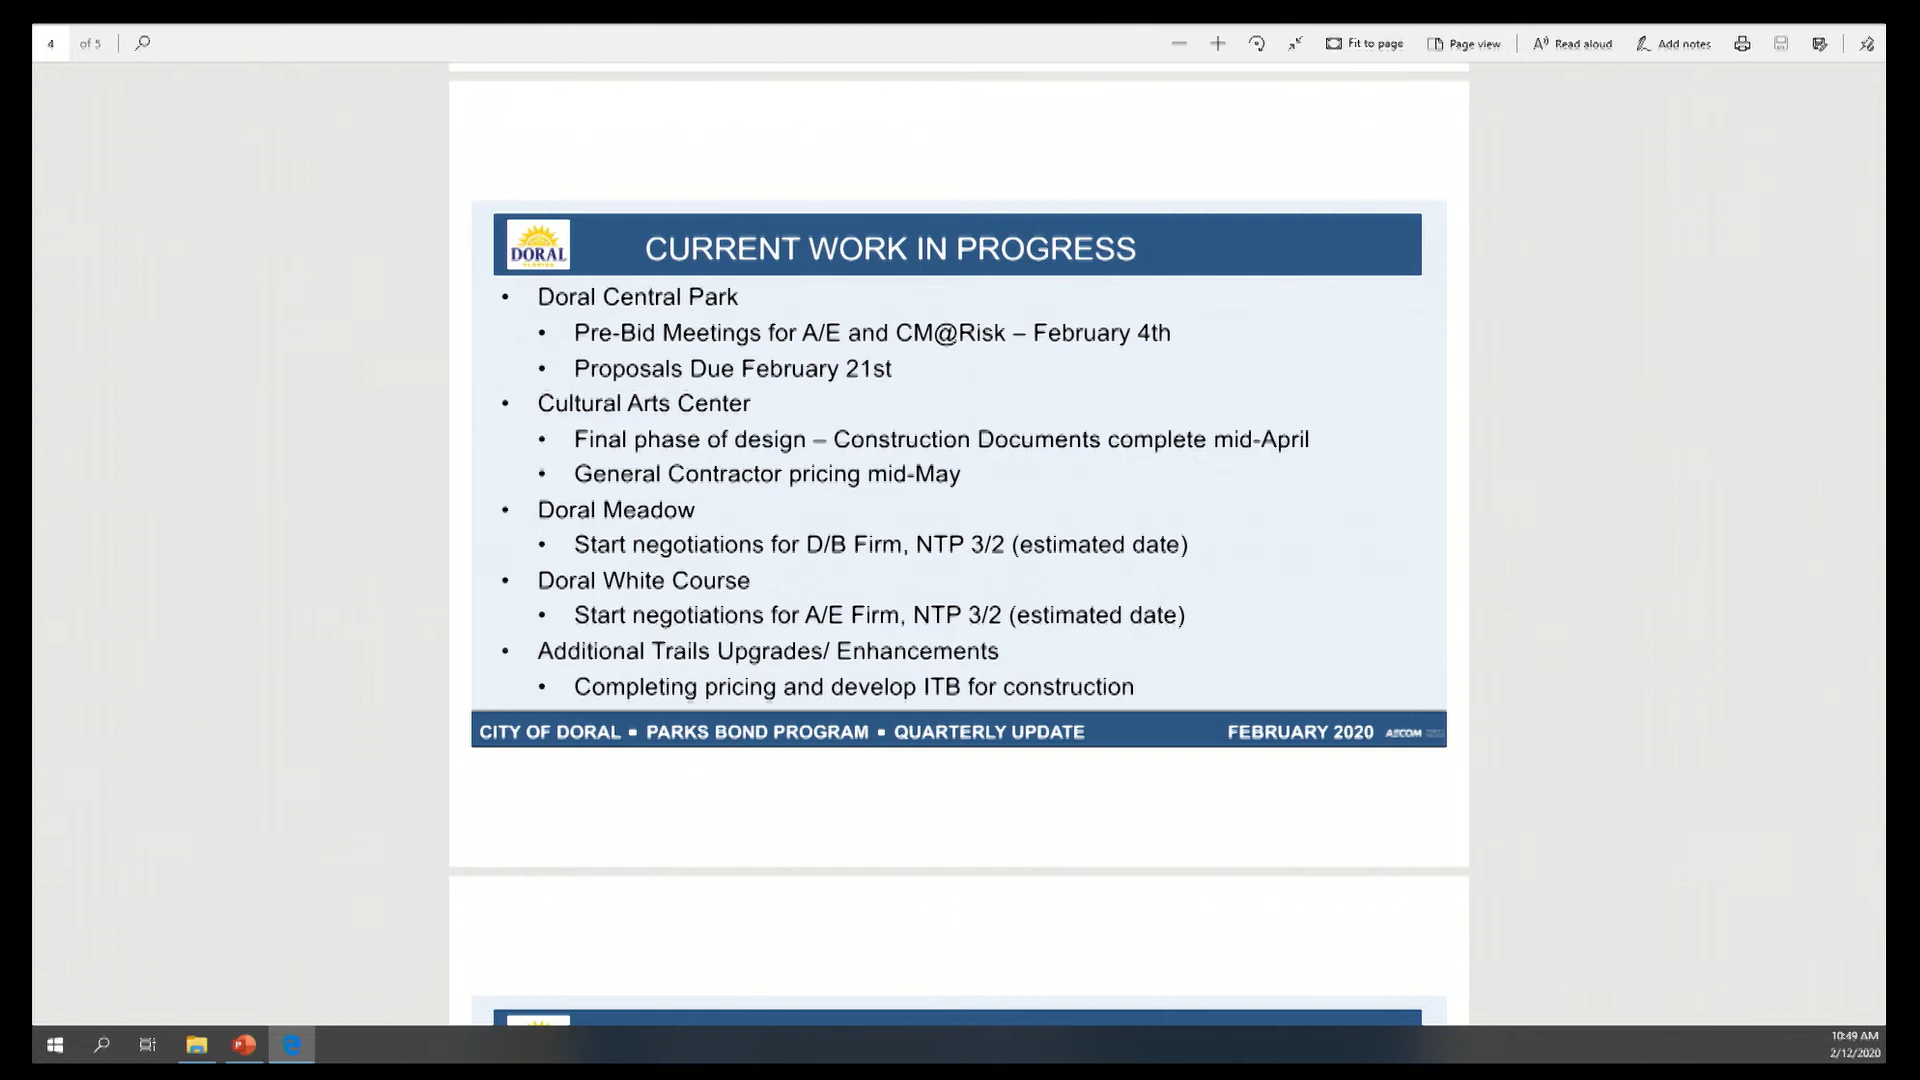 4 of 5
Fit to page
Page view
Read aloud
Add notes
DORAL
CURRENT WORK IN PROGRESS
• Doral Central Park
• Pre-Bid Meetings for A/E and CM@Risk – February 4th
• Proposals Due February 21st
• Cultural Arts Center
• Final phase of design – Construction Documents complete mid-April
• General Contractor pricing mid-May
• Doral Meadow
• Start negotiations for D/B Firm, NTP 3/2 (estimated date)
• Doral White Course
• Start negotiations for A/E Firm, NTP 3/2 (estimated date)
• Additional Trails Upgrades/ Enhancements
• Completing pricing and develop ITB for construction
CITY OF DORAL ▪ PARKS BOND PROGRAM ▪ QUARTERLY UPDATE FEBRUARY 2020 AECOM
10:49 AM
2/12/2020